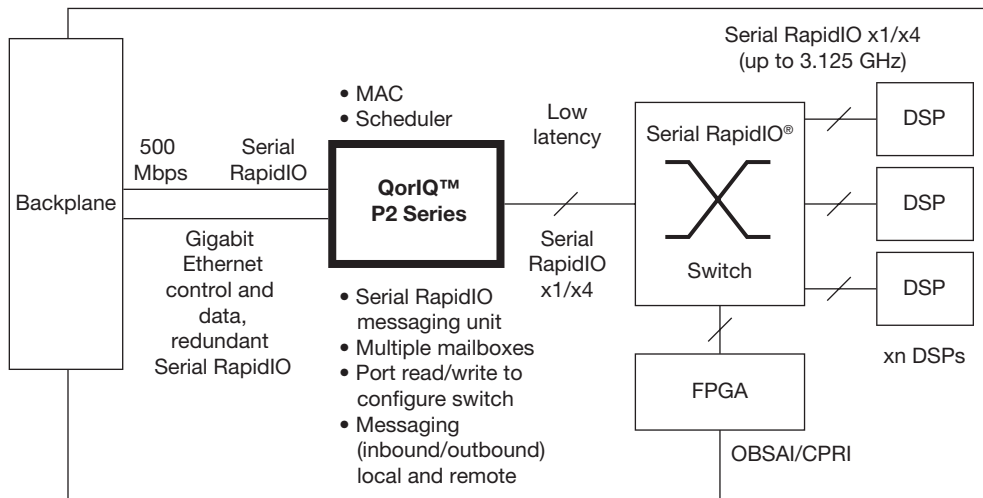 Serial RapidIO x1/x4
(up to 3.125 GHz)
• MAC
• Scheduler
Low
latency
500
Mbps
Serial
RapidIO
Backplane
QorIQ™
P2 Series
Serial RapidIO®
Switch
DSP
DSP
DSP
xn DSPs
Gigabit
Ethernet
control and
data,
redundant
Serial RapidIO
Serial
RapidIO
x1/x4
• Serial RapidIO
messaging unit
• Multiple mailboxes
• Port read/write to
configure switch
• Messaging
(inbound/outbound)
local and remote
FPGA
OBSAI/CPRI